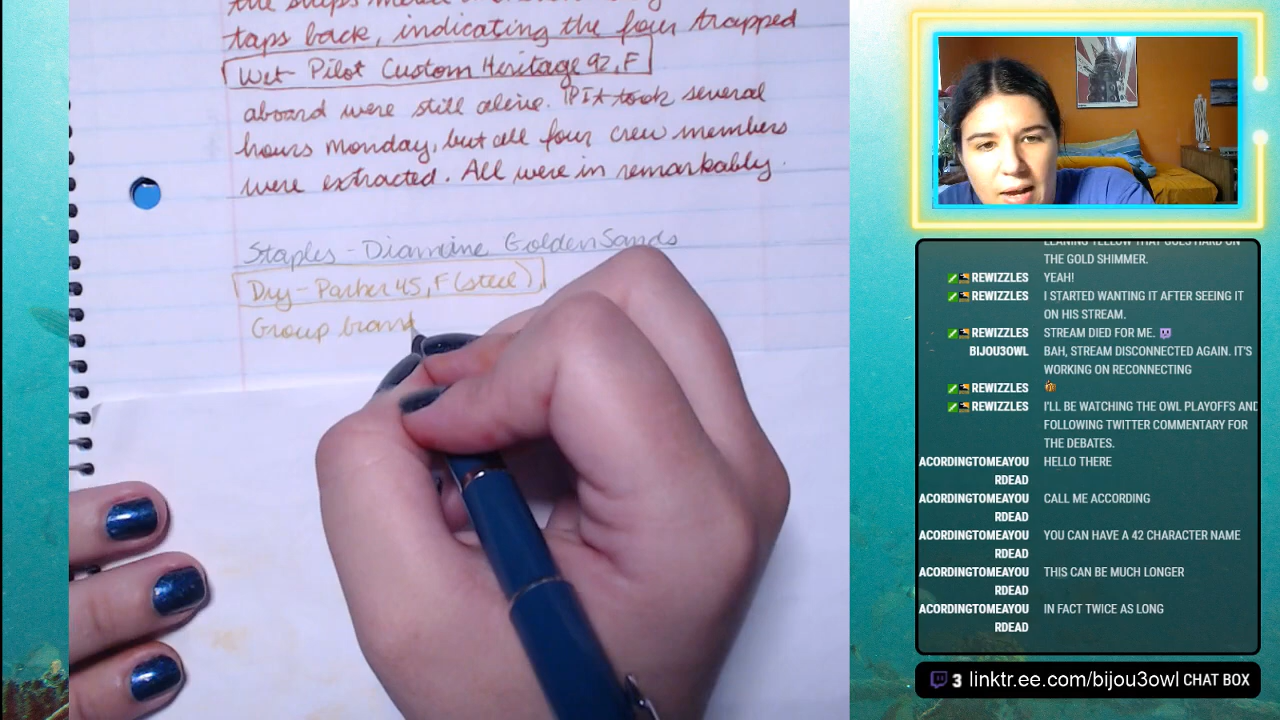 the ships
taps back, indicating the four trapped
Wet - Pilot Custom Heritage 92, F
aboard were still alive. It took several
hours Monday, but all four crew members
were extracted. All were in remarkably.
Staples - Diamine Golden Sands
Dry - Parker 45, F (steel)
Group brand
LEANING YELLOW THAT GOES HARD ON
THE GOLD SHIMMER.
REWIZZLES YEAH!
REWIZZLES I STARTED WANTING IT AFTER SEEING IT
ON HIS STREAM.
REWIZZLES STREAM DIED FOR ME.
BIJOU3OWL BAH, STREAM DISCONNECTED AGAIN. IT'S
WORKING ON RECONNECTING
REWIZZLES
REWIZZLES I'LL BE WATCHING THE OWL PLAYOFFS AND
FOLLOWING TWITTER COMMENTARY FOR
THE DEBATES.
ACORDINGTOMEAYOU HELLO THERE
RDEAD
ACORDINGTOMEAYOU CALL ME ACCORDING
RDEAD
ACORDINGTOMEAYOU YOU CAN HAVE A 42 CHARACTER NAME
RDEAD
ACORDINGTOMEAYOU THIS CAN BE MUCH LONGER
RDEAD
ACORDINGTOMEAYOU IN FACT TWICE AS LONG
RDEAD
3 linktr.ee.com/bijou3owl CHAT BOX